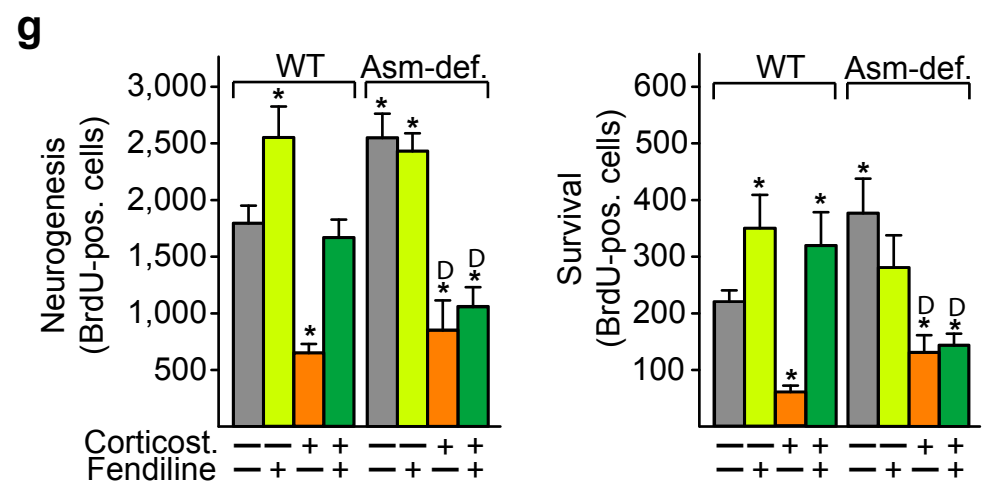 g
WT Asm-def.
Neurogenesis
(BrdU-pos. cells)
3,000
2,500
2,000
1,500
1,000
500
* * * * D * D *
Corticost. — — + + — — + +
Fendiline — + — + — + — +
WT Asm-def.
Survival
(BrdU-pos. cells)
600
500
400
300
200
100
* * * * D * D *
— — + + — — + +
— + — + — + — +